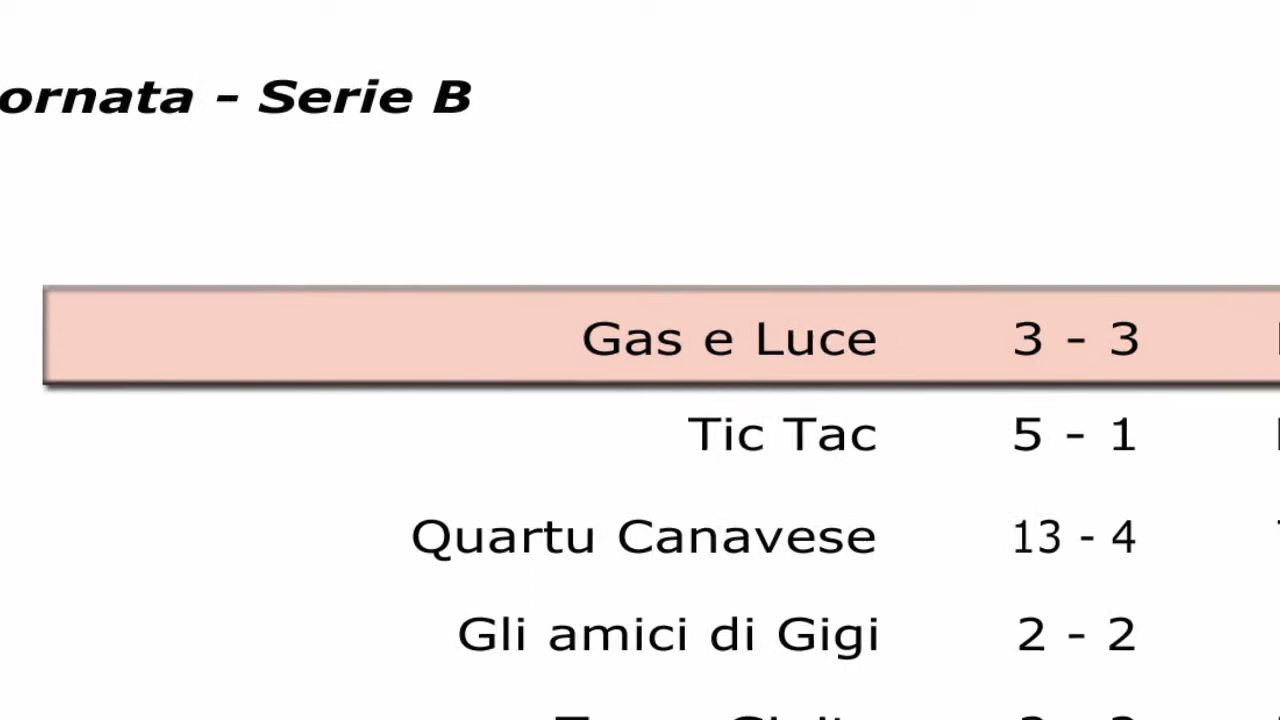 ornata - Serie B
Gas e Luce 3 - 3
Tic Tac 5 - 1
Quartu Canavese 13 - 4
Gli amici di Gigi 2 - 2